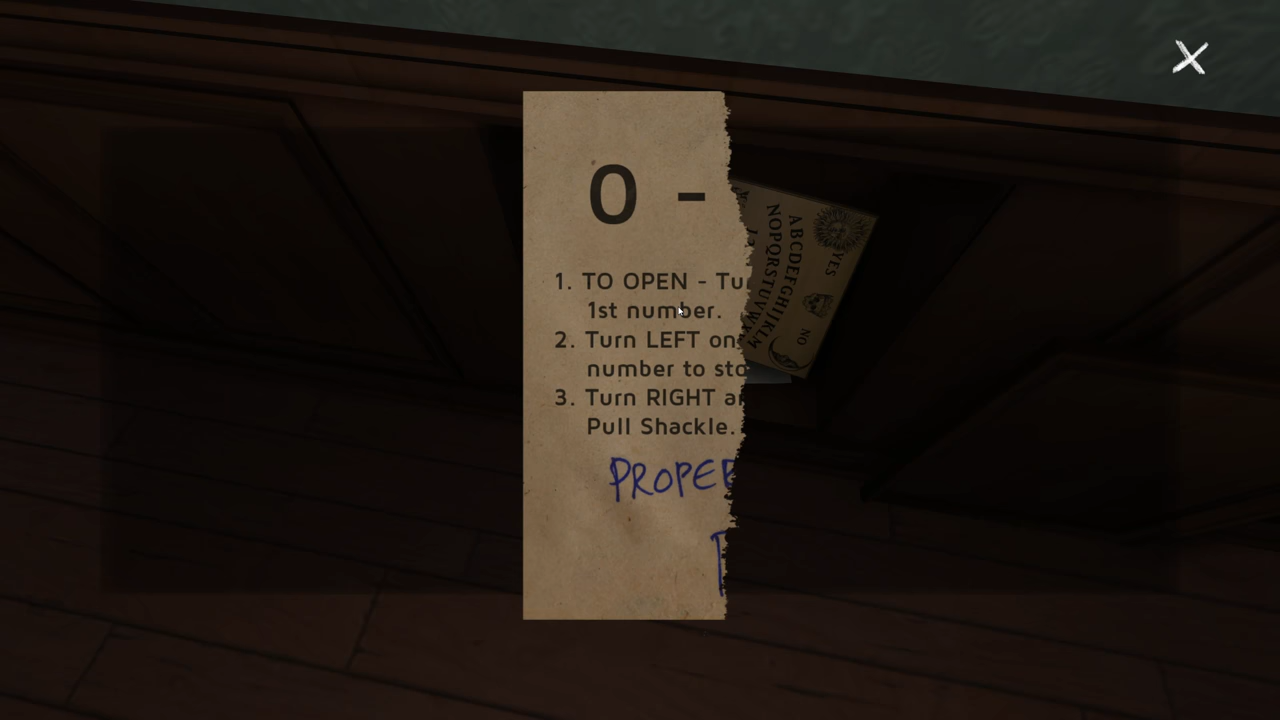 0 -
1. TO OPEN - Tu
1st number.
2. Turn LEFT on
number to sto
3. Turn RIGHT a
Pull Shackle.
PROPE
YES
ABCDEFGHIJKLM
NOPQRSTUVWX
NO